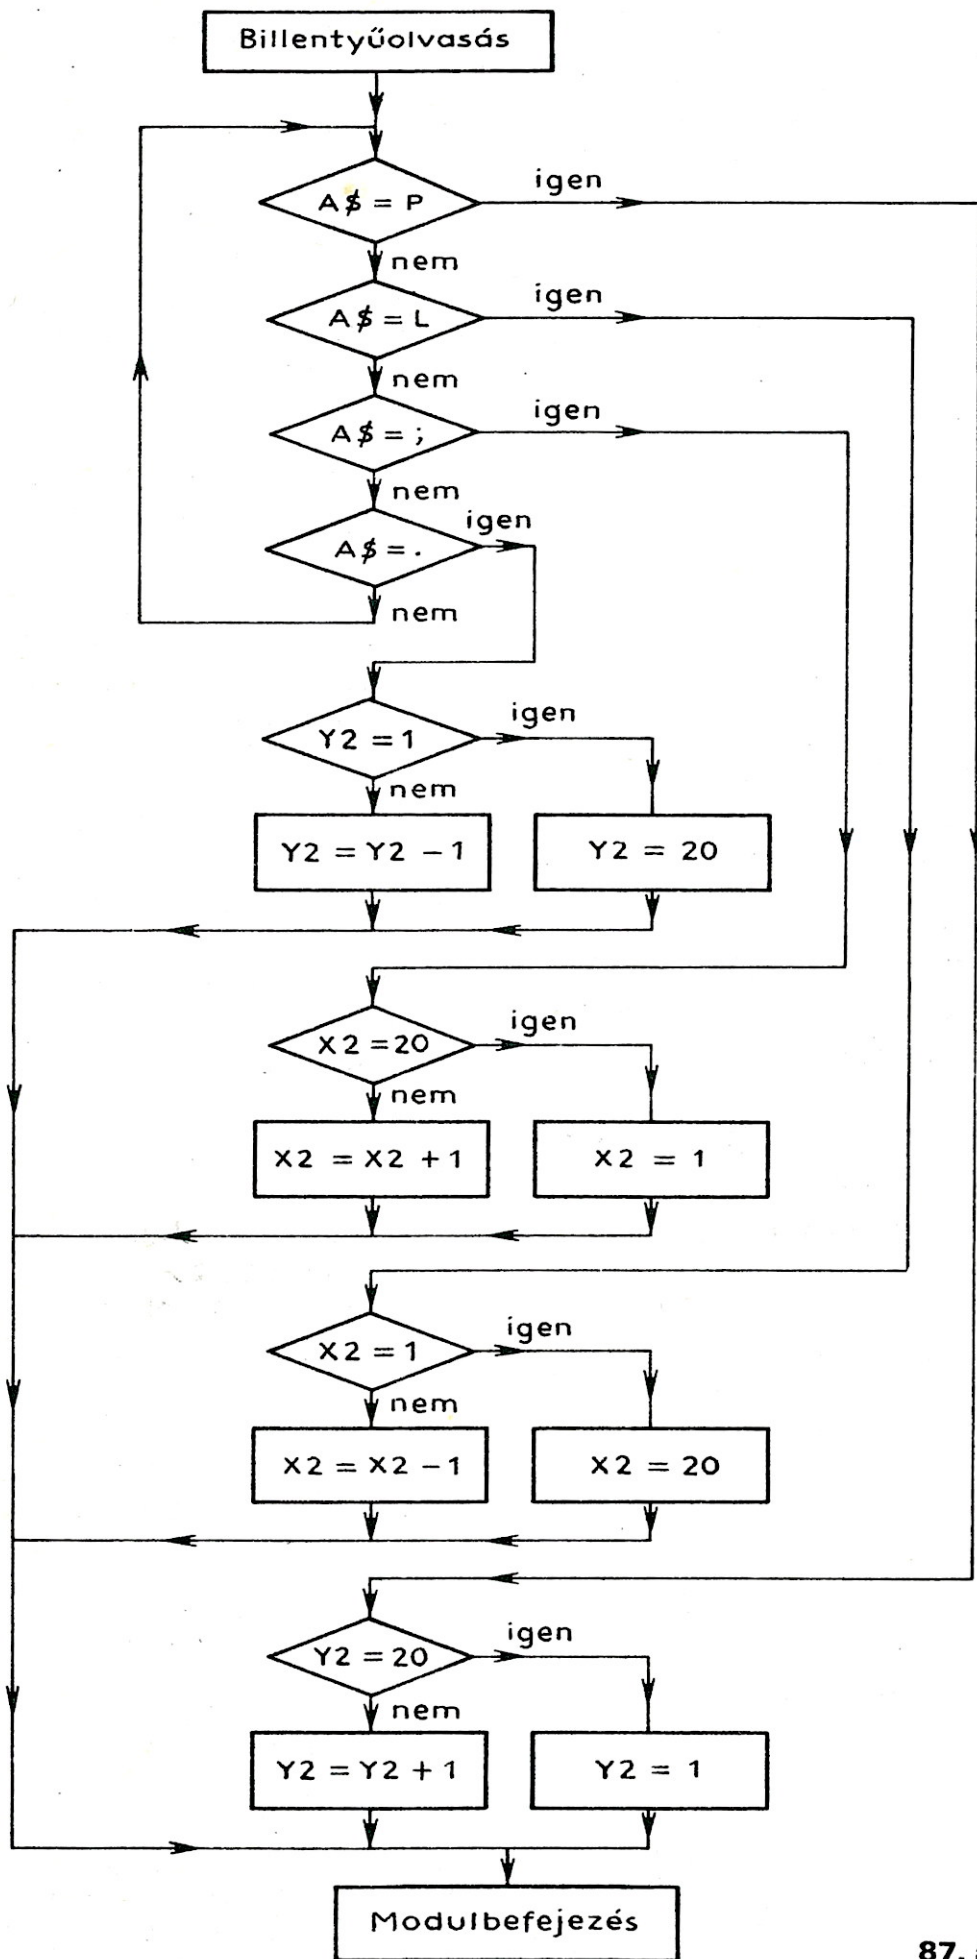 Billentyűolvasás
A$ = P
igen
nem
A$ = L
igen
nem
A$ = ;
igen
nem
A$ = .
igen
nem
Y2 = 1
igen
nem
Y2 = Y2 - 1
Y2 = 20
X2 = 20
igen
nem
X2 = X2 + 1
X2 = 1
X2 = 1
igen
nem
X2 = X2 - 1
X2 = 20
Y2 = 20
igen
nem
Y2 = Y2 + 1
Y2 = 1
Modulbefejezés
87.